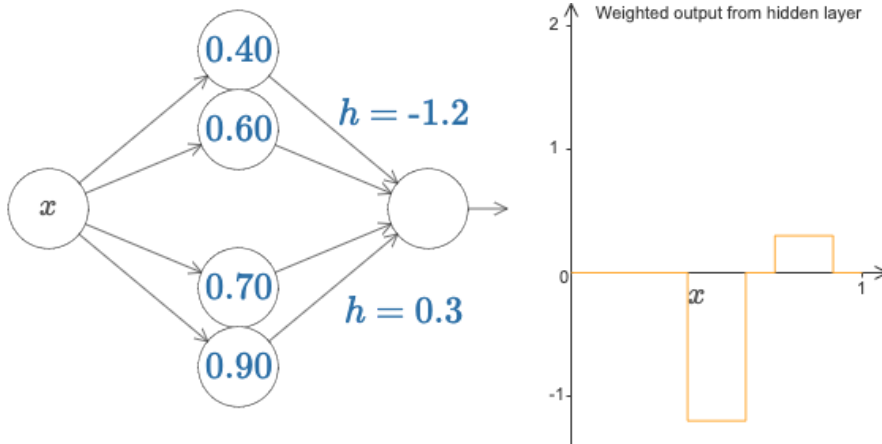 0.40
0.60
h = -1.2
x
0.70
h = 0.3
0.90
Weighted output from hidden layer
2
1
0
x
1
-1